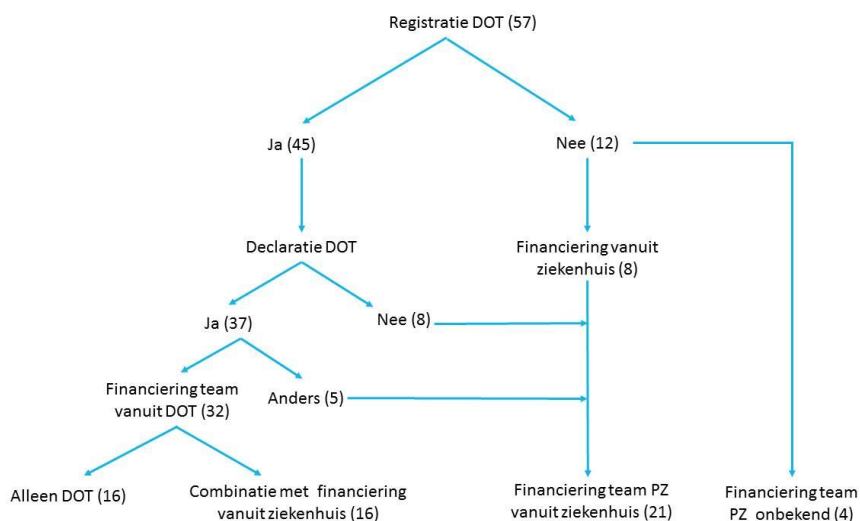 Registratie DOT (57)
Ja (45)
Nee (12)
Declaratie DOT
Financiering vanuit
ziekenhuis (8)
Ja (37)
Nee (8)
Financiering team
vanuit DOT (32)
Anders (5)
Alleen DOT (16)
Combinatie met financiering
vanuit ziekenhuis (16)
Financiering team PZ
vanuit ziekenhuis (21)
Financiering team
PZ onbekend (4)